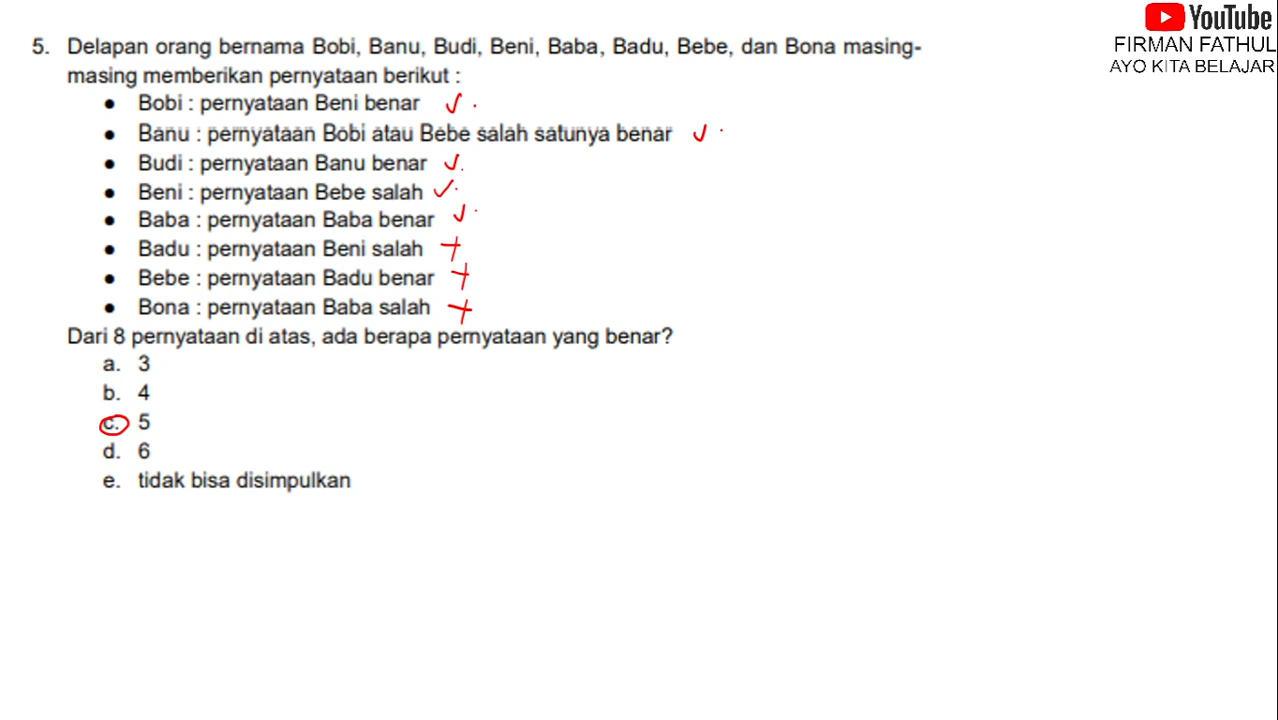 YouTube
FIRMAN FATHUL
AYO KITA BELAJAR
5. Delapan orang bernama Bobi, Banu, Budi, Beni, Baba, Badu, Bebe, dan Bona masing-
masing memberikan pernyataan berikut :
• Bobi : pernyataan Beni benar ✓
• Banu : pernyataan Bobi atau Bebe salah satunya benar ✓
• Budi : pernyataan Banu benar ✓
• Beni : pernyataan Bebe salah ✓
• Baba : pernyataan Baba benar ✓
• Badu : pernyataan Beni salah +
• Bebe : pernyataan Badu benar +
• Bona : pernyataan Baba salah +
Dari 8 pernyataan di atas, ada berapa pernyataan yang benar?
a. 3
b. 4
c. 5
d. 6
e. tidak bisa disimpulkan